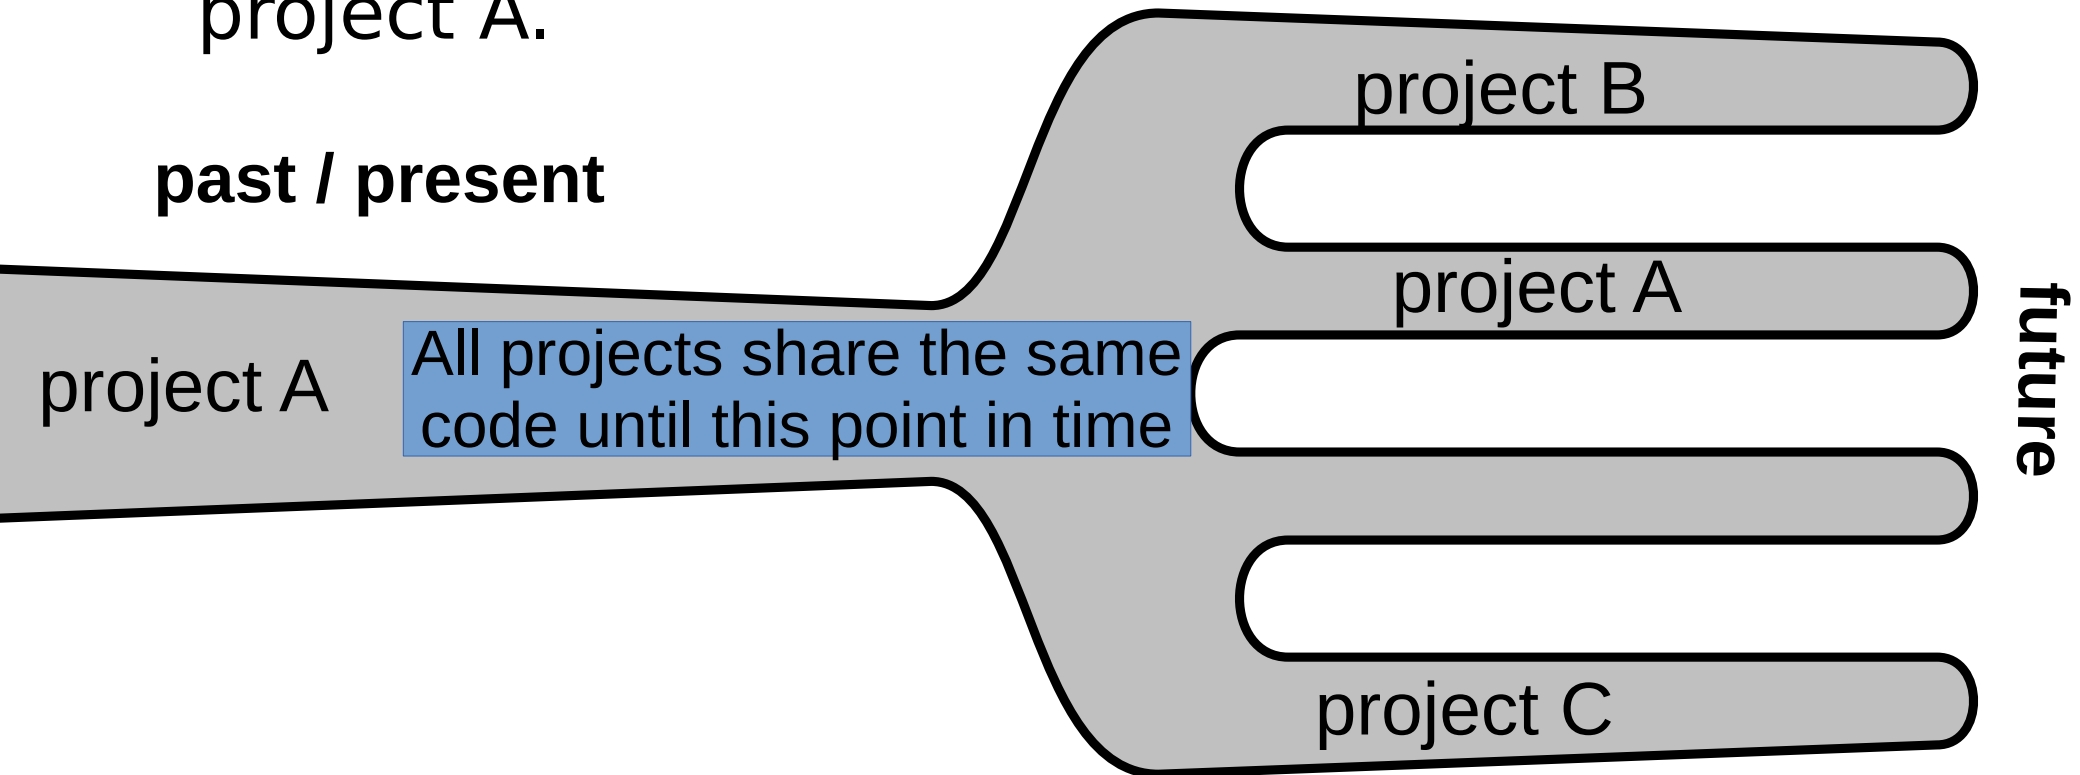 project A.
past / present
project B
project A
project A
All projects share the same
code until this point in time
future
project C